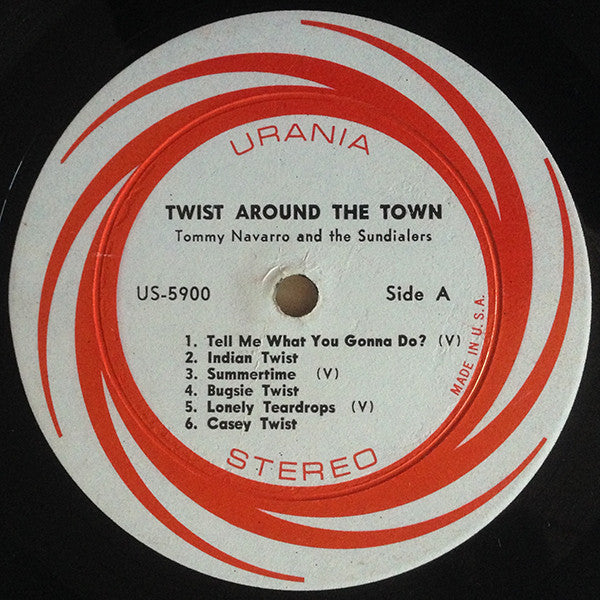 URANIA
TWIST AROUND THE TOWN
Tommy Navarro and the Sundialers
US-5900 Side A
1. Tell Me What You Gonna Do? (V)
2. Indian Twist
3. Summertime (V)
4. Bugsie Twist
5. Lonely Teardrops (V)
6. Casey Twist
MADE IN U.S.A.
STEREO